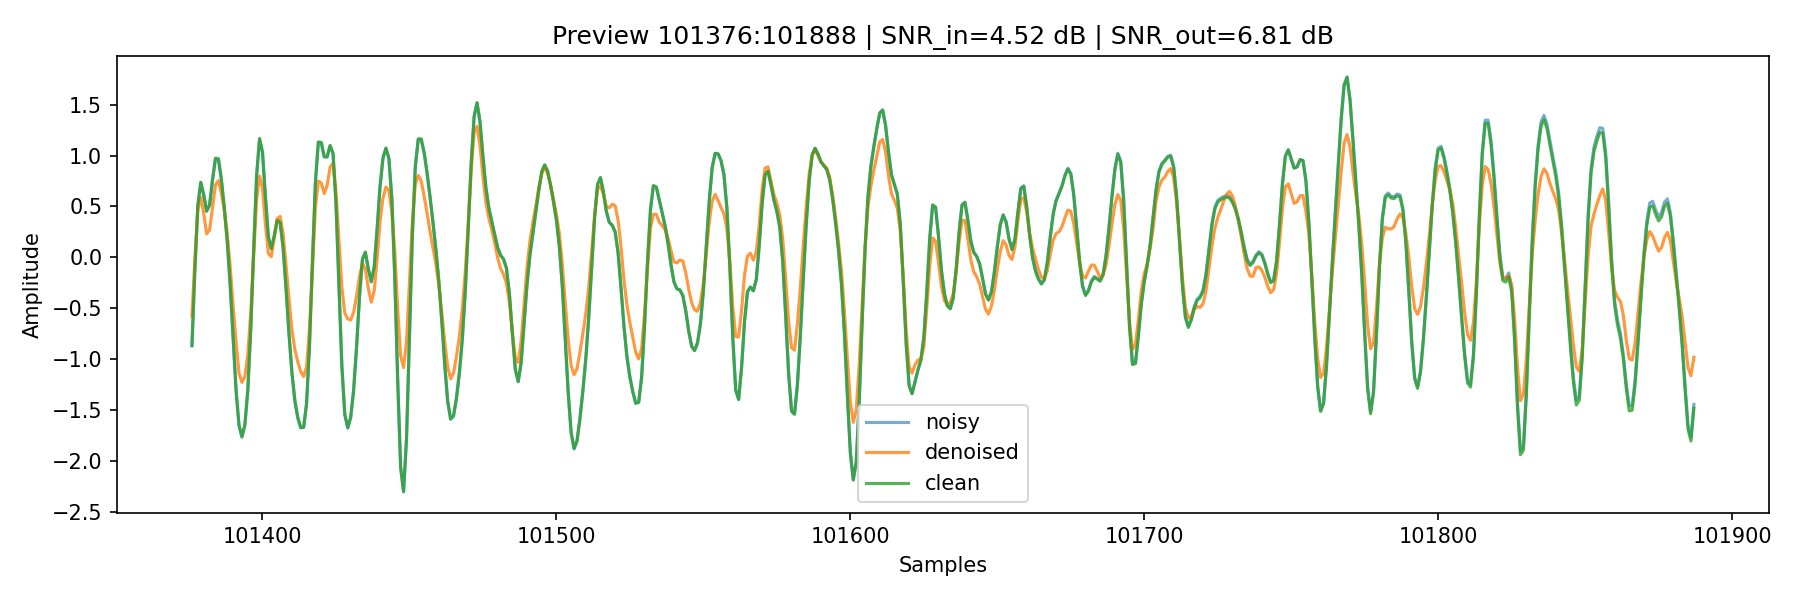 Preview 101376:101888 | SNR_in=4.52 dB | SNR_out=6.81 dB
Amplitude
1.5
1.0
0.5
0.0
−0.5
−1.0
−1.5
−2.0
−2.5
noisy
denoised
clean
101400 101500 101600 101700 101800 101900
Samples